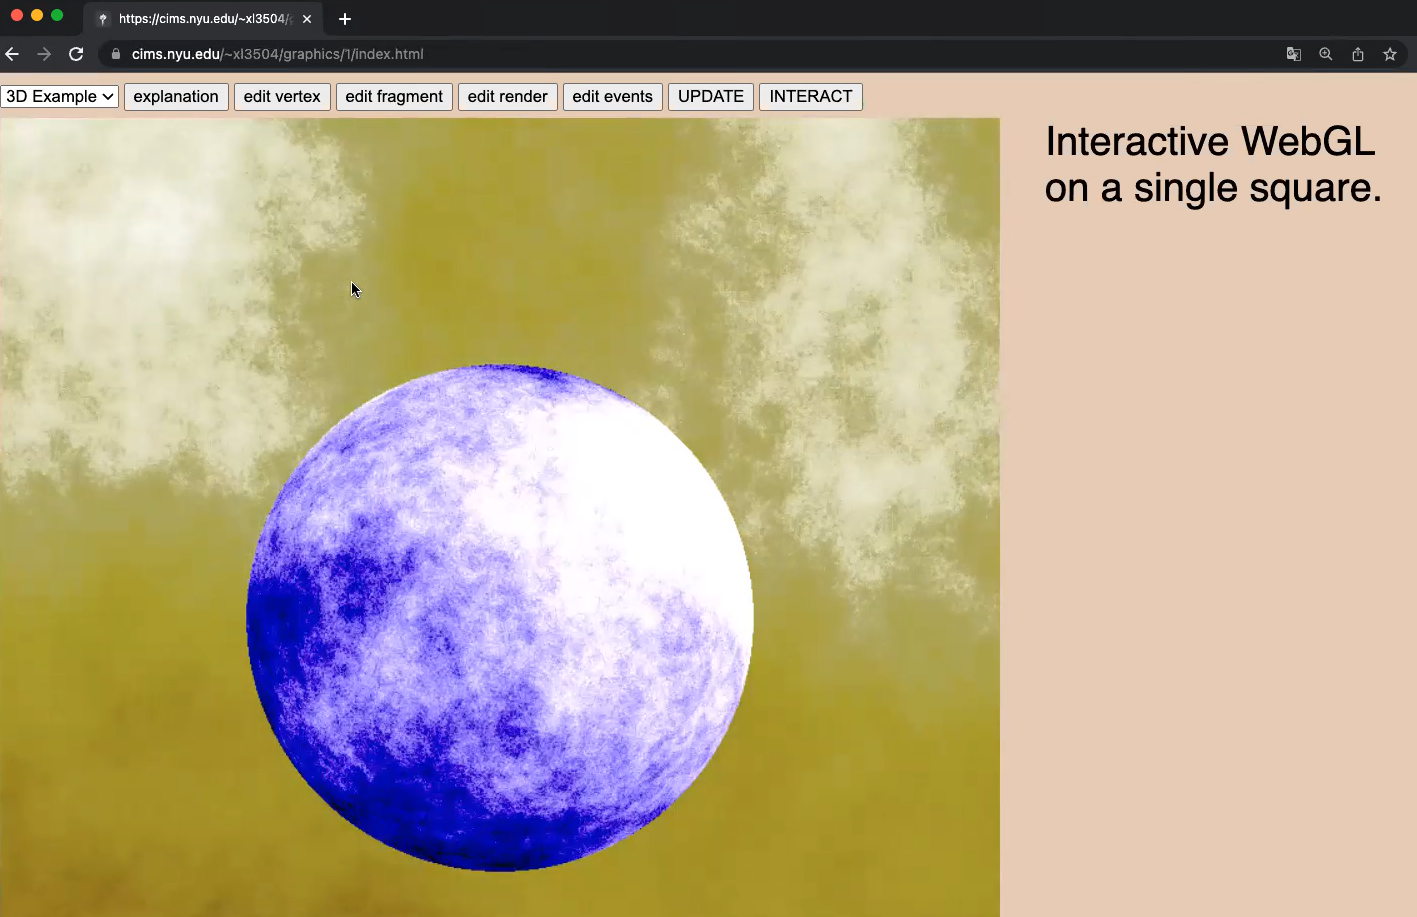 https://cims.nyu.edu/~xl3504/
cims.nyu.edu/~xl3504/graphics/1/index.html
3D Example explanation edit vertex edit fragment edit render edit events UPDATE INTERACT
Interactive WebGL
on a single square.